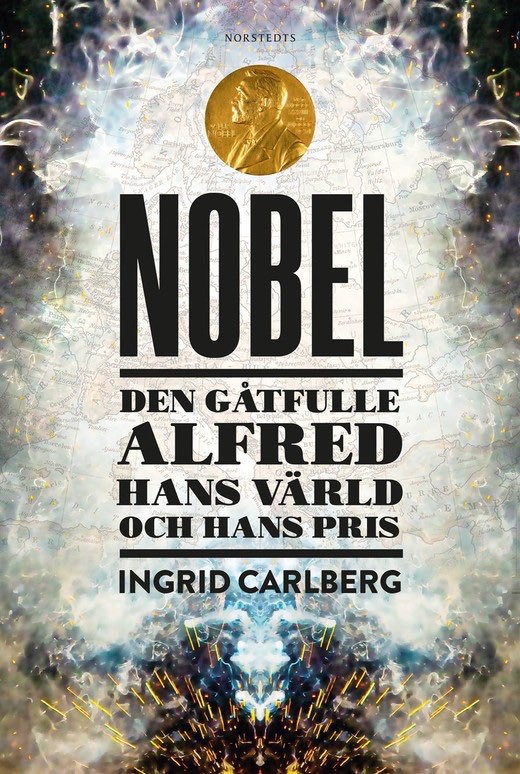 NORSTEDTS
NOBEL
DEN GÅTFULLE
ALFRED
HANS VÄRLD
OCH HANS PRIS
INGRID CARLBERG